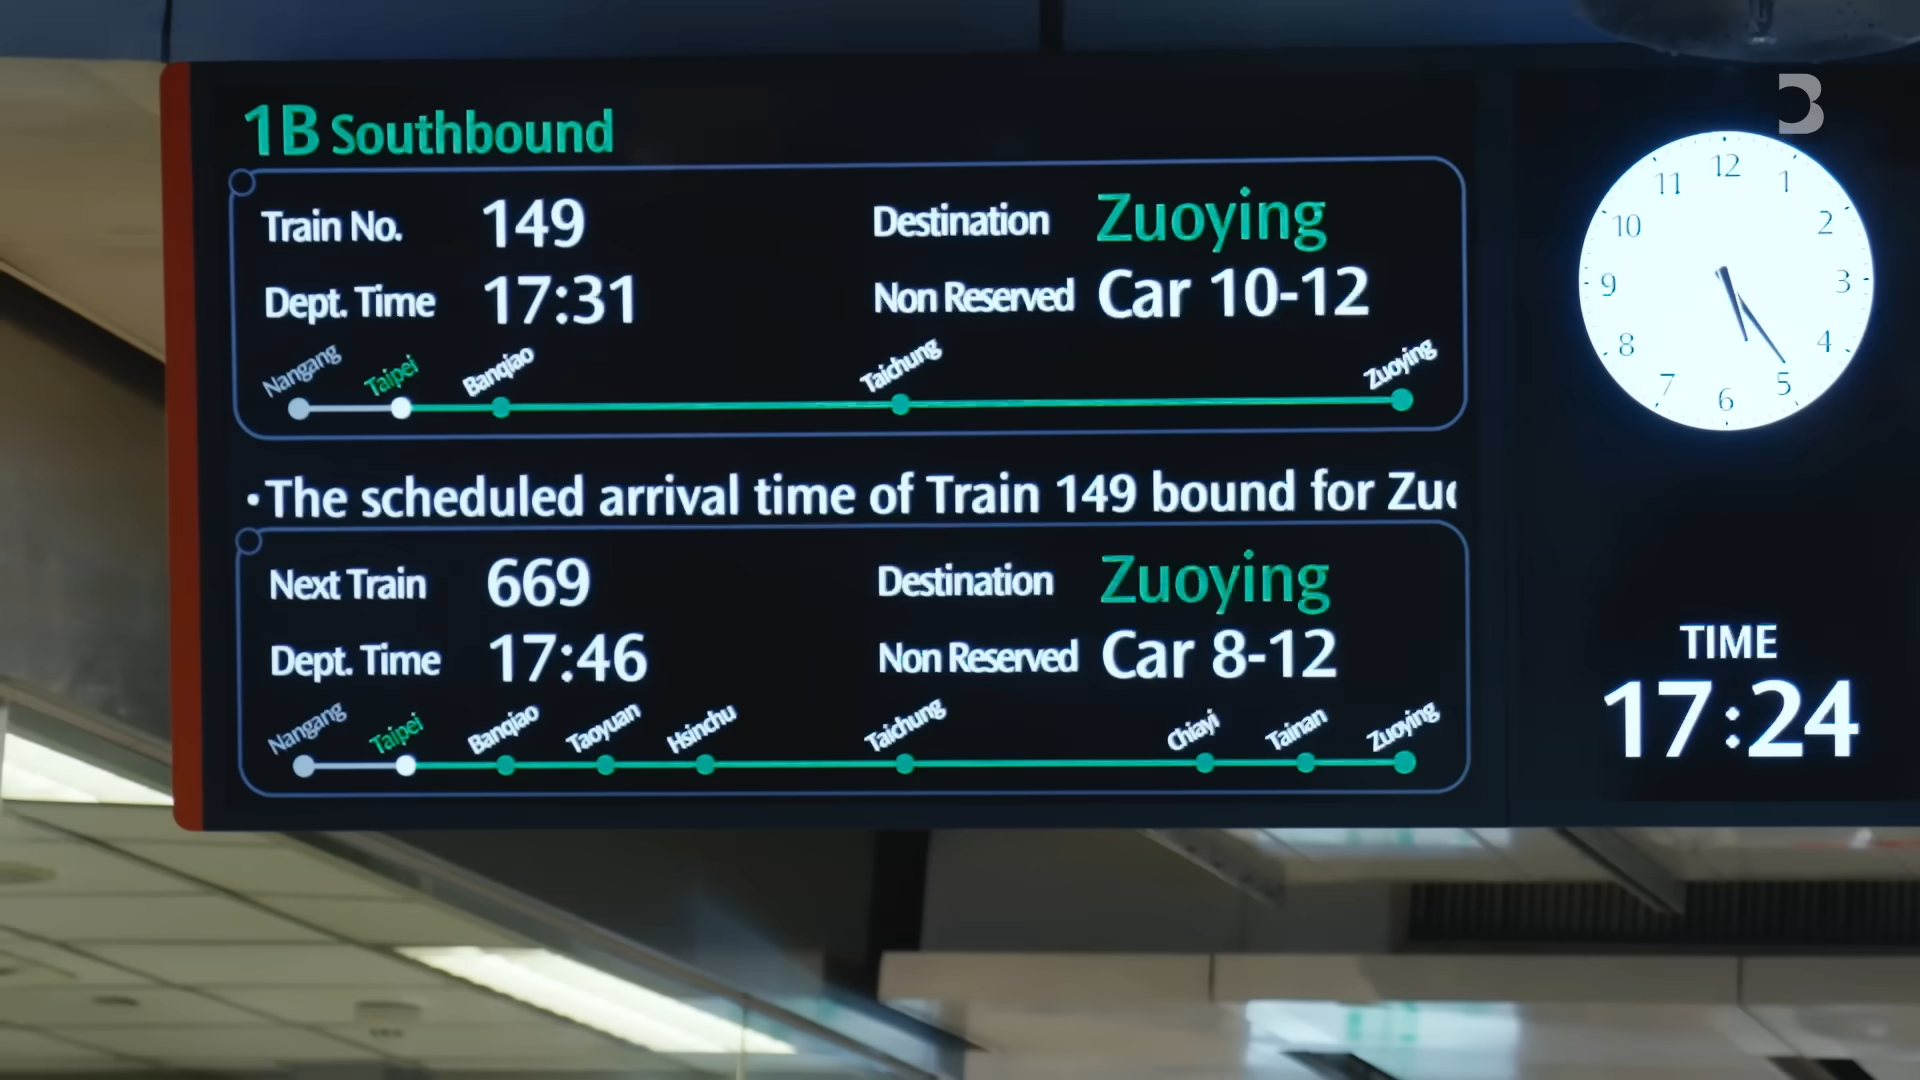 1B Southbound
Train No. 149 Destination Zuoying
Dept. Time 17:31 Non Reserved Car 10-12
Nangang Taipei Banqiao Taichung Zuoying
•The scheduled arrival time of Train 149 bound for Zuo
Next Train 669 Destination Zuoying
Dept. Time 17:46 Non Reserved Car 8-12
Nangang Taipei Banqiao Taoyuan Hsinchu Taichung Chiayi Tainan Zuoying
3
12 1 2 3 4 5 6 7 8 9 10 11
TIME
17:24